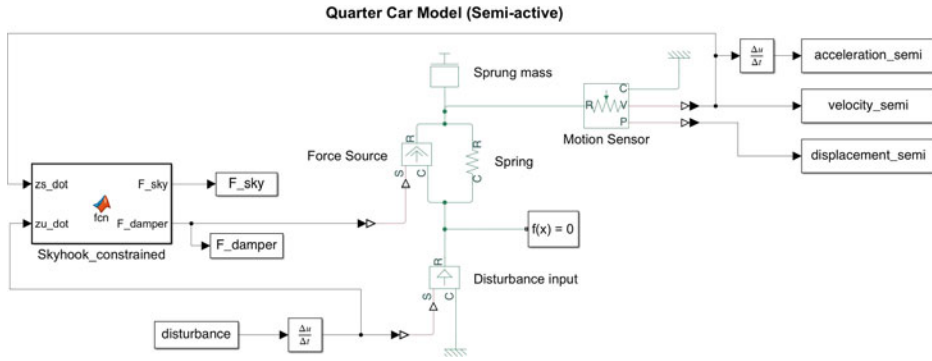 Quarter Car Model (Semi-active)
Δu
Δt
acceleration_semi
Sprung mass
C
R
V
P
velocity_semi
Motion Sensor
displacement_semi
Force Source
R
S
C
R
C
Spring
zs_dot
F_sky
fcn
zu_dot
F_damper
Skyhook_constrained
F_sky
F_damper
f(x) = 0
R
S
C
Disturbance input
disturbance
Δu
Δt